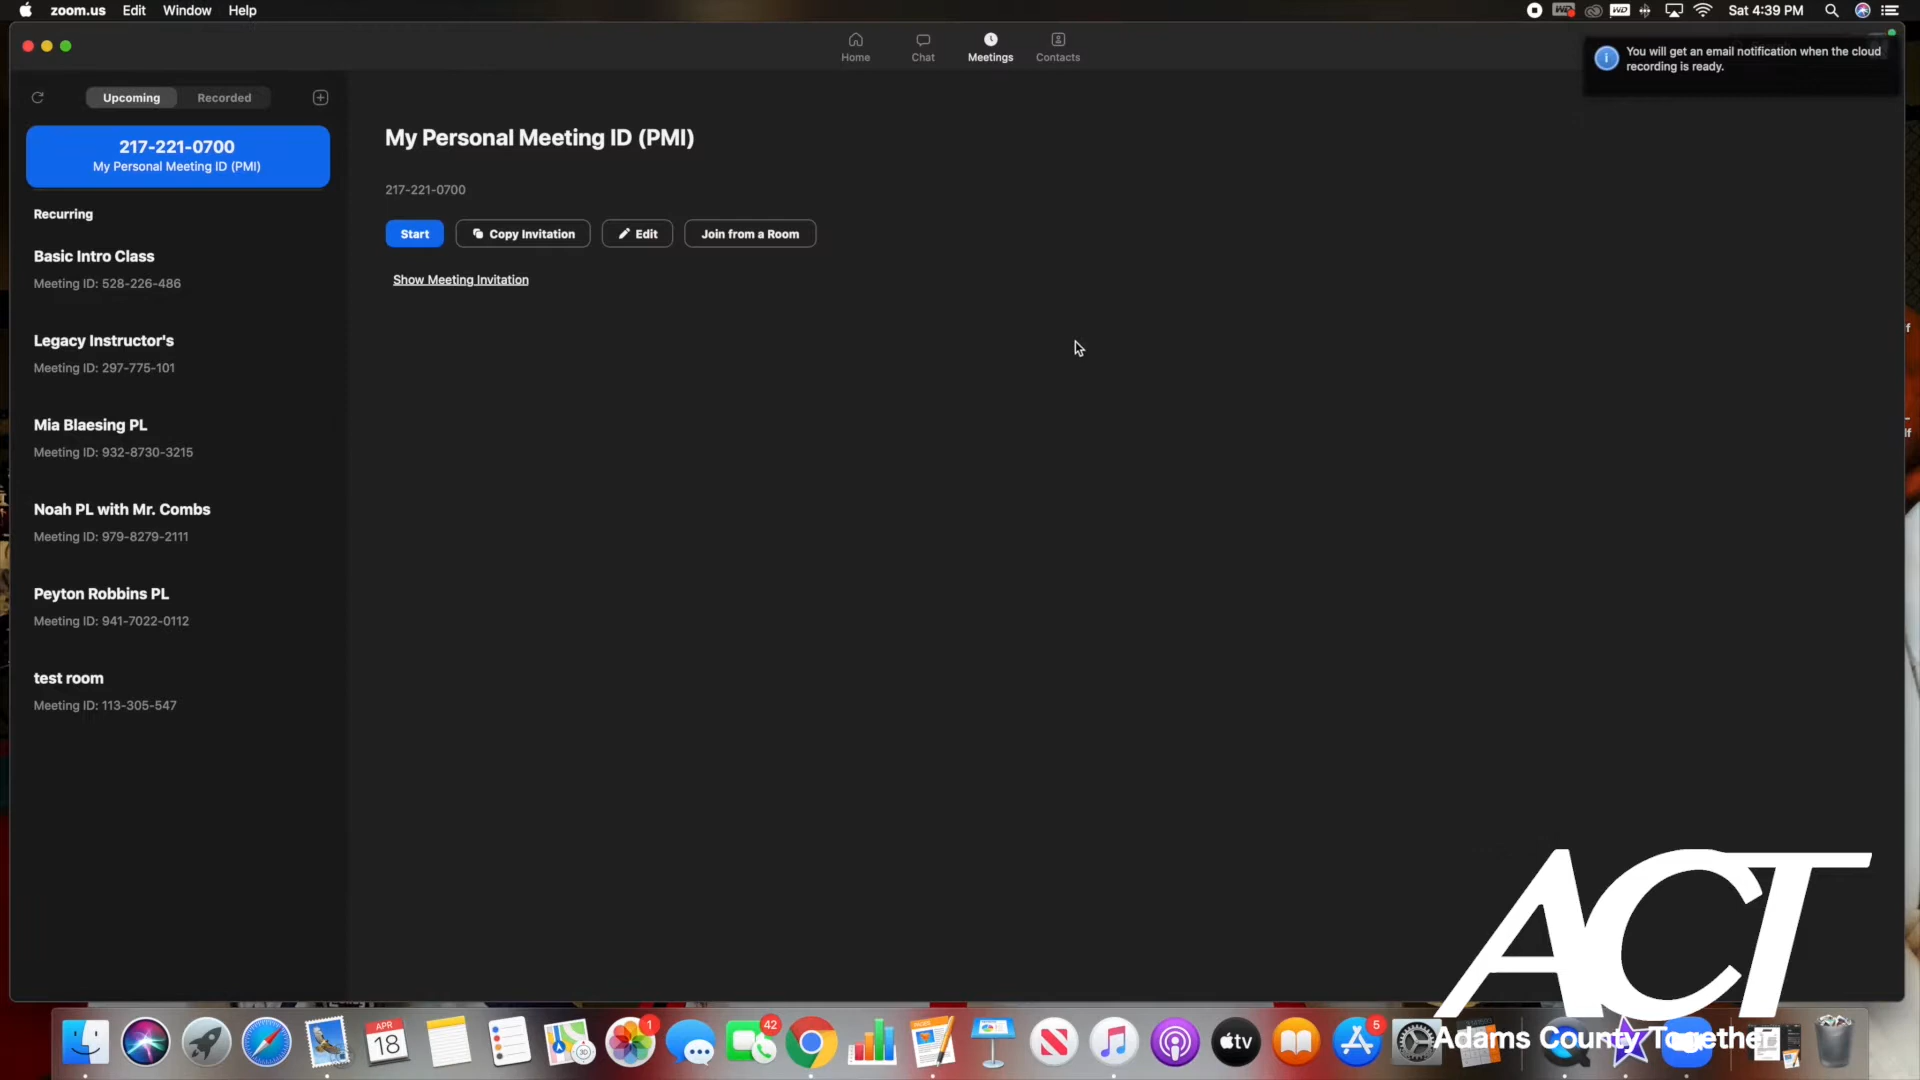 zoom.us Edit Window Help
Sat 4:39 PM
Home Chat Meetings Contacts
You will get an email notification when the cloud
recording is ready.
Upcoming Recorded
217-221-0700
My Personal Meeting ID (PMI)
Recurring
Basic Intro Class
Meeting ID: 528-226-486
Legacy Instructor's
Meeting ID: 297-775-101
Mia Blaesing PL
Meeting ID: 932-8730-3215
Noah PL with Mr. Combs
Meeting ID: 979-8279-2111
Peyton Robbins PL
Meeting ID: 941-7022-0112
test room
Meeting ID: 113-305-547
My Personal Meeting ID (PMI)
217-221-0700
Start Copy Invitation Edit Join from a Room
Show Meeting Invitation
ACT
Adams County Together
APR
18
1
42
tv
5